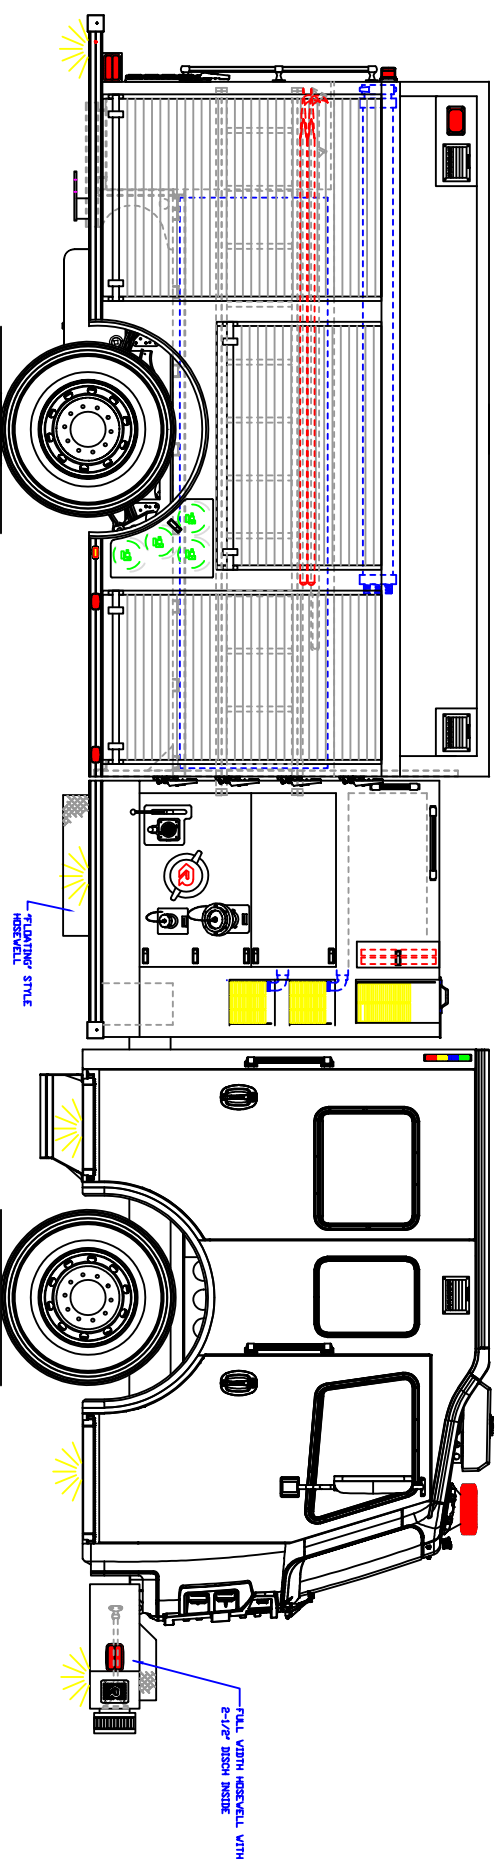 "FLOATING" STYLE
HOSEWELL
FULL WIDTH HOSEWELL WITH
2-1/2" DISCH INSIDE